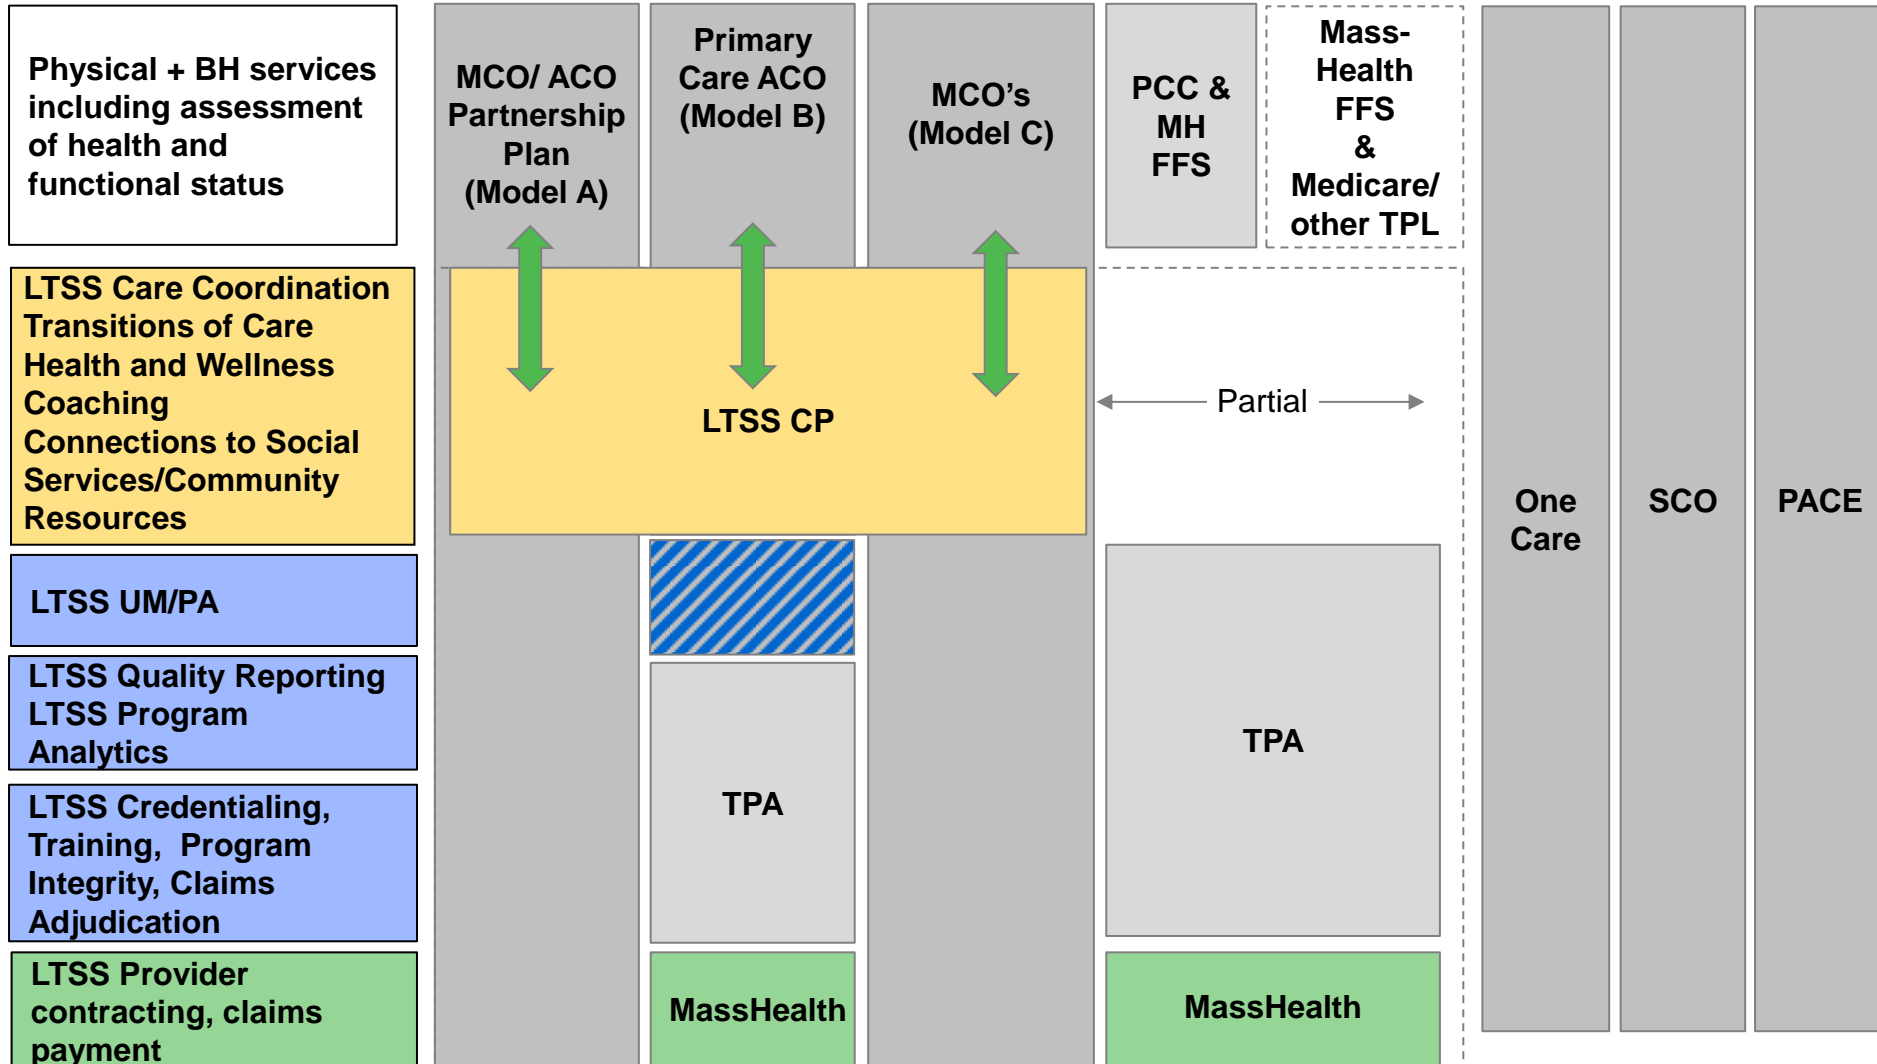 Physical + BH services
including assessment
of health and
functional status
MCO/ ACO
Partnership
Plan
(Model A)
Primary
Care ACO
(Model B)
MCO’s
(Model C)
PCC &
MH
FFS
Mass-
Health
FFS
&
Medicare/
other TPL
LTSS Care Coordination
Transitions of Care
Health and Wellness
Coaching
Connections to Social
Services/Community
Resources
LTSS CP
Partial
One
Care
SCO
PACE
LTSS UM/PA
LTSS Quality Reporting
LTSS Program
Analytics
TPA
TPA
LTSS Credentialing,
Training, Program
Integrity, Claims
Adjudication
LTSS Provider
contracting, claims
payment
MassHealth
MassHealth